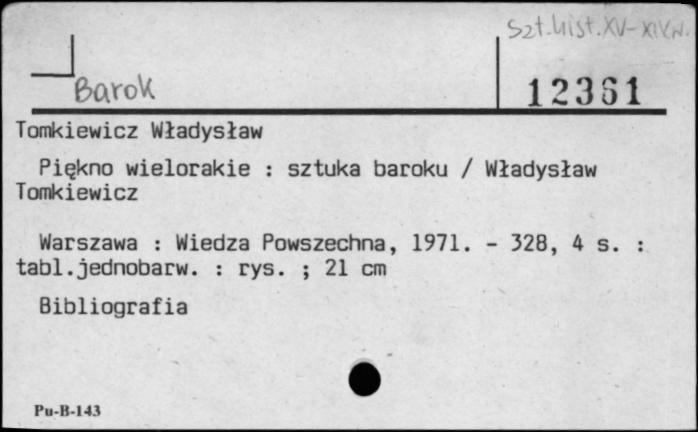 Szt.hist.XV-XIXw.
Barok
12361
Tomkiewicz Władysław
Piękno wielorakie : sztuka baroku / Władysław
Tomkiewicz
Warszawa : Wiedza Powszechna, 1971. - 328, 4 s. :
tabl.jednobarw. : rys. ; 21 cm
Bibliografia
Pu-B-143